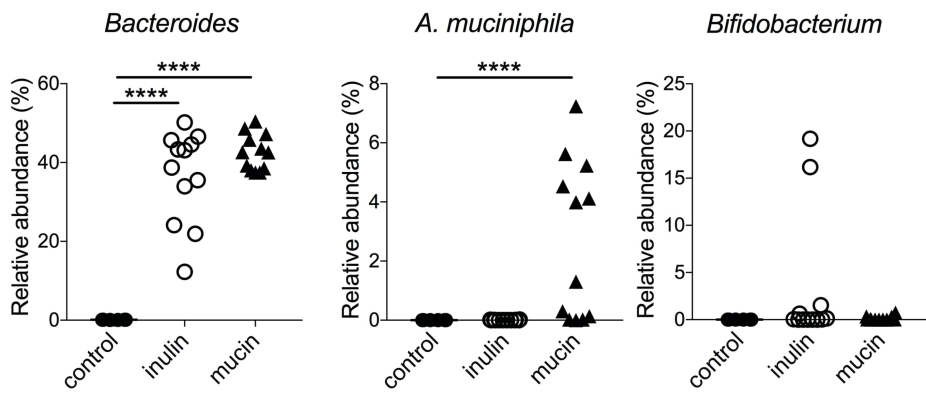 Bacteroides
A. muciniphila
Bifidobacterium
Relative abundance (%)
60
40
20
0
****
****
control
inulin
mucin
Relative abundance (%)
8
6
4
2
0
****
control
inulin
mucin
Relative abundance (%)
25
20
15
10
5
0
control
inulin
mucin